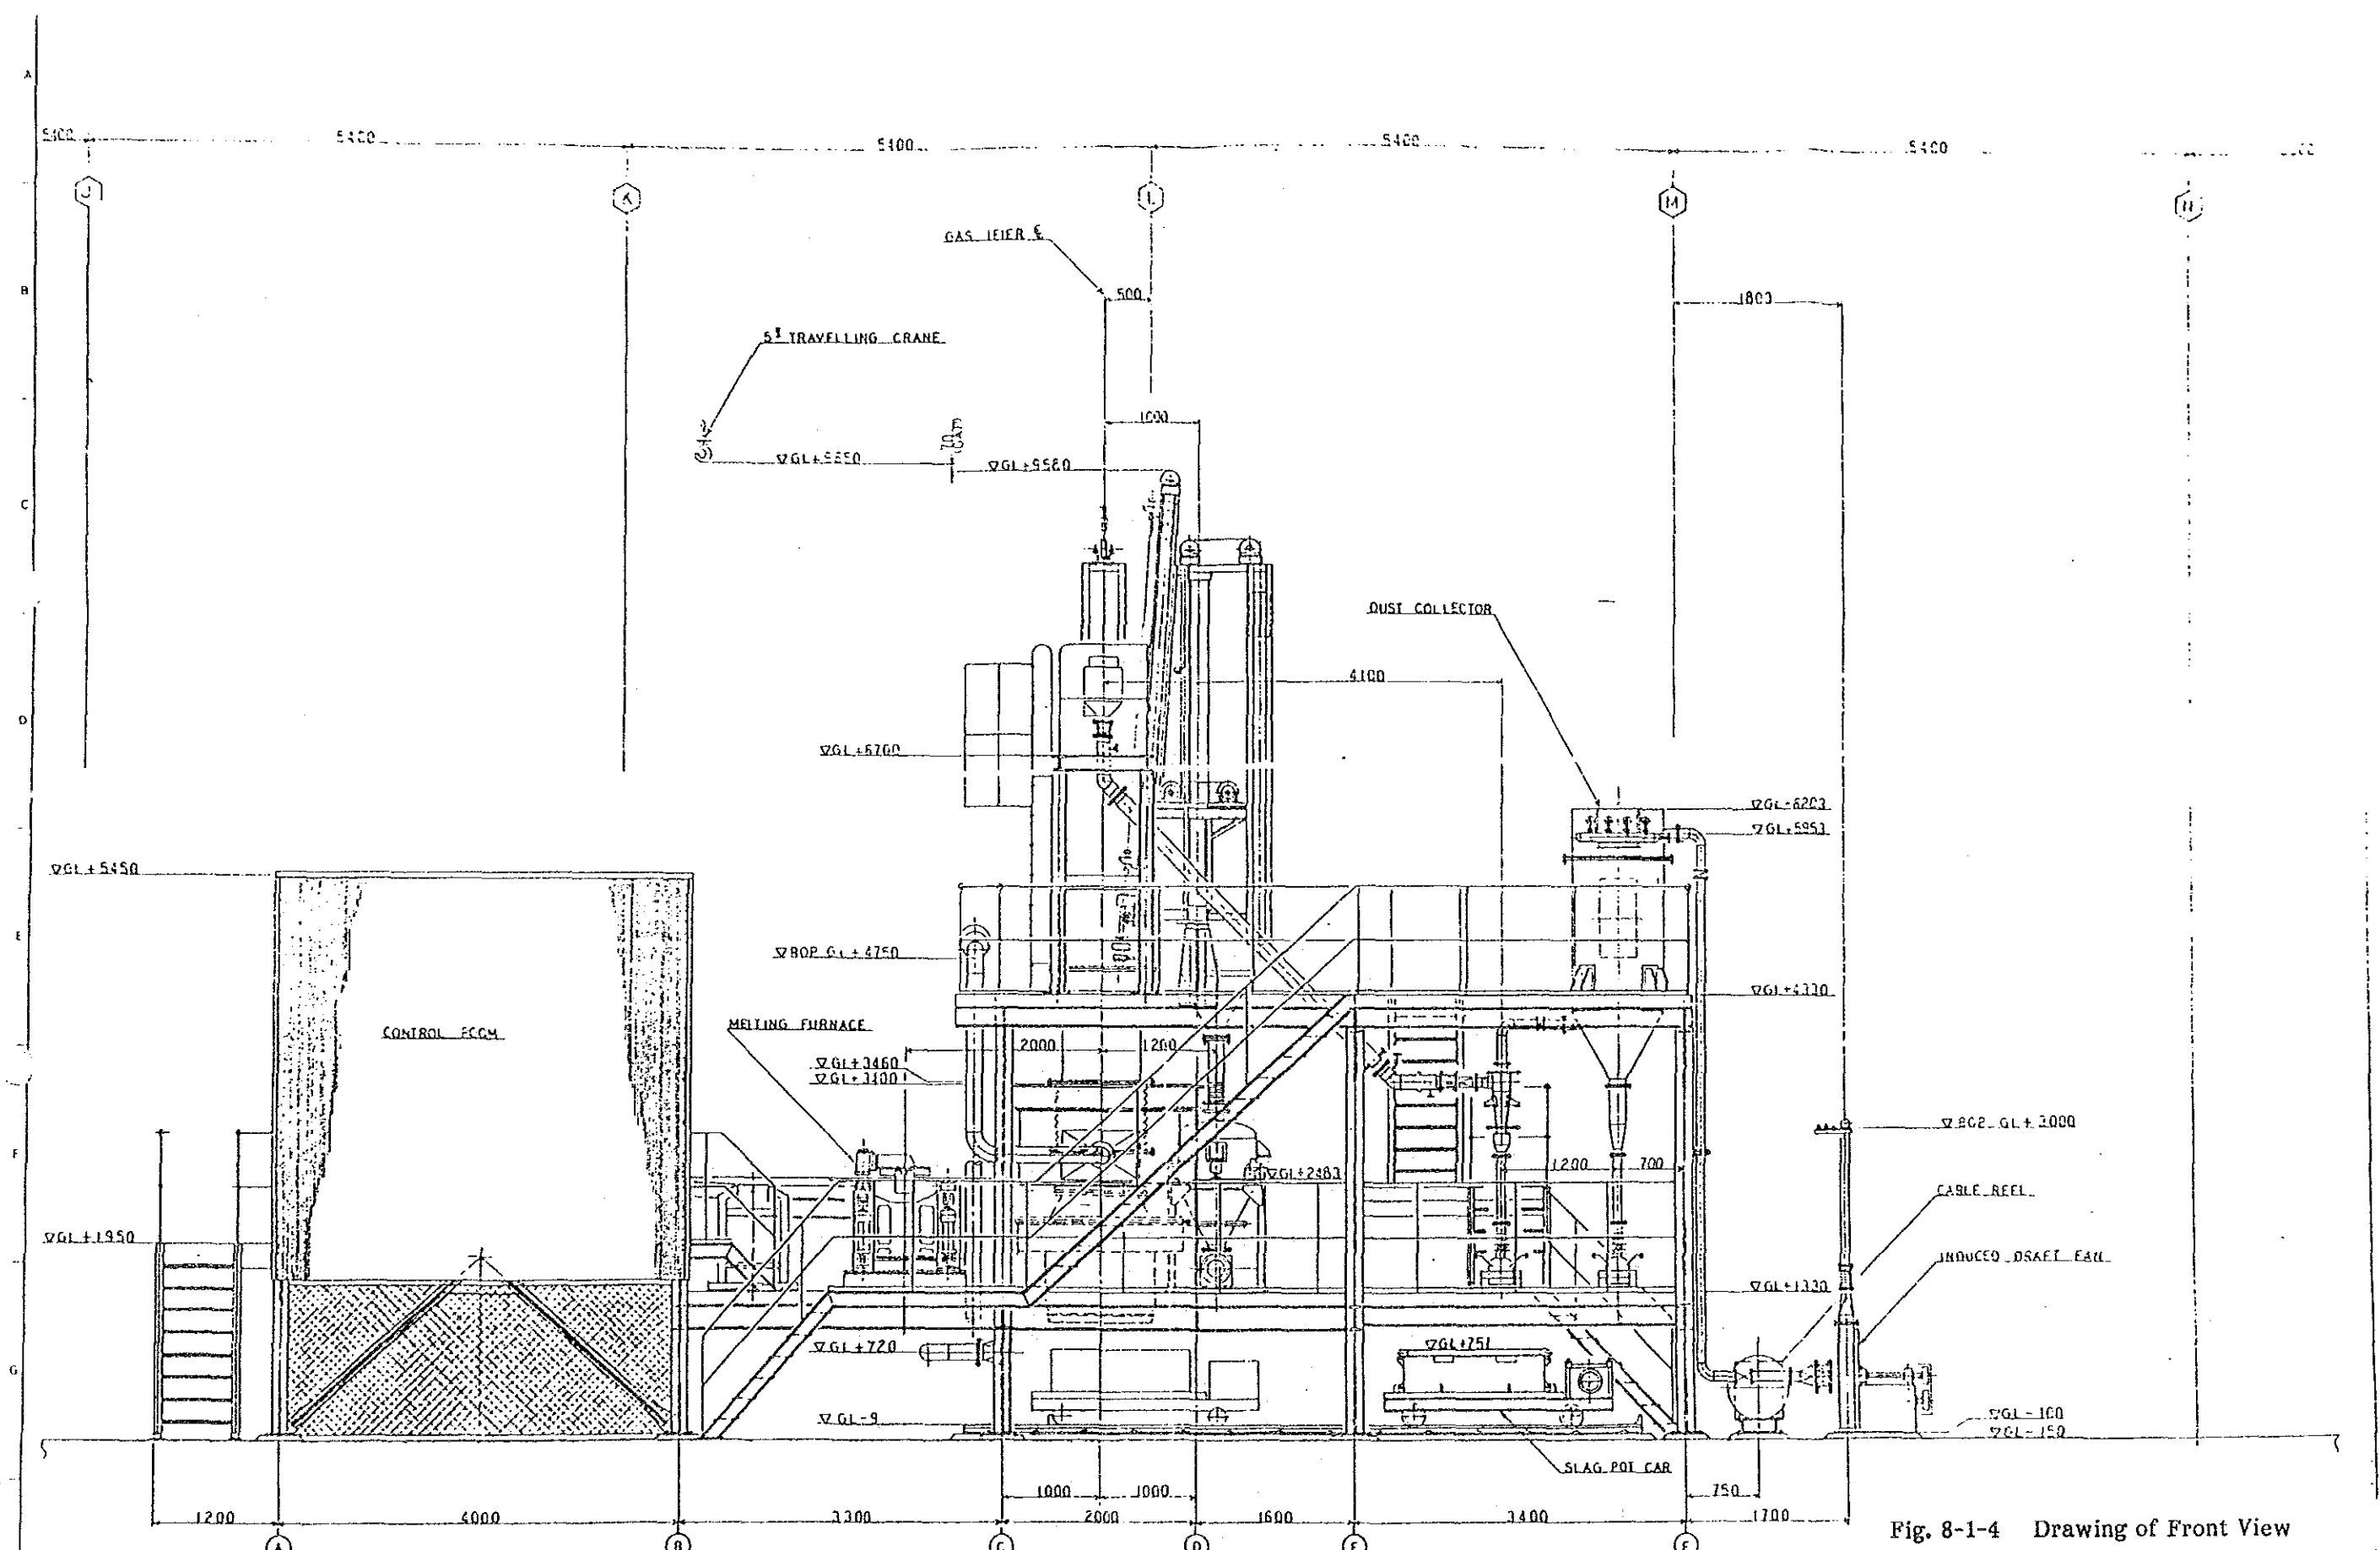 A
5400
5400
5400
5400
J
K
L
M
B
500
1800
5ᵀ TRAVELLING CRANE
1000
▽GL+9580
C
DUST COLLECTOR
4100
D
▽GL+6700
▽GL+6203
▽GL+5953
▽GL+5450
E
▽BOP GL+4750
▽GL+4330
CONTROL ROOM
MELTING FURNACE
2000
1200
▽GL+3460
▽GL+3400
▽BOP GL+3000
F
1200
700
▽GL+2483
CABLE REEL
▽GL+1950
INDUCED DRAFT FAN
▽GL+1330
▽GL+720
▽GL+751
G
▽GL-9
▽GL-100
▽GL-150
SLAG POT CAR
1000
1000
750
1200
4000
3300
2000
1600
3400
1700
A
B
C
D
E
F
Fig. 8-1-4 Drawing of Front View